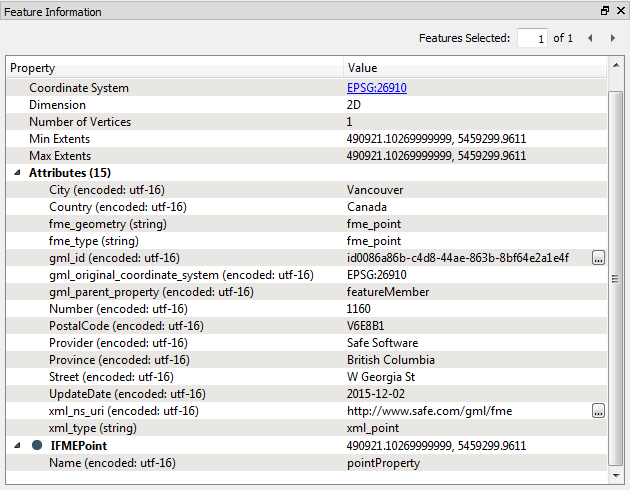 Feature Information
Features Selected: 1 of 1
Property Value
Coordinate System EPSG:26910
Dimension 2D
Number of Vertices 1
Min Extents 490921.10269999999, 5459299.9611
Max Extents 490921.10269999999, 5459299.9611
Attributes (15)
City (encoded: utf-16) Vancouver
Country (encoded: utf-16) Canada
fme_geometry (string) fme_point
fme_type (string) fme_point
gml_id (encoded: utf-16) id0086a86b-c4d8-44ae-863b-8bf64e2a1e4f ...
gml_original_coordinate_system (encoded: utf-16) EPSG:26910
gml_parent_property (encoded: utf-16) featureMember
Number (encoded: utf-16) 1160
PostalCode (encoded: utf-16) V6E8B1
Provider (encoded: utf-16) Safe Software
Province (encoded: utf-16) British Columbia
Street (encoded: utf-16) W Georgia St
UpdateDate (encoded: utf-16) 2015-12-02
xml_ns_uri (encoded: utf-16) http://www.safe.com/gml/fme ...
xml_type (string) xml_point
IFMEPoint 490921.10269999999, 5459299.9611
Name (encoded: utf-16) pointProperty